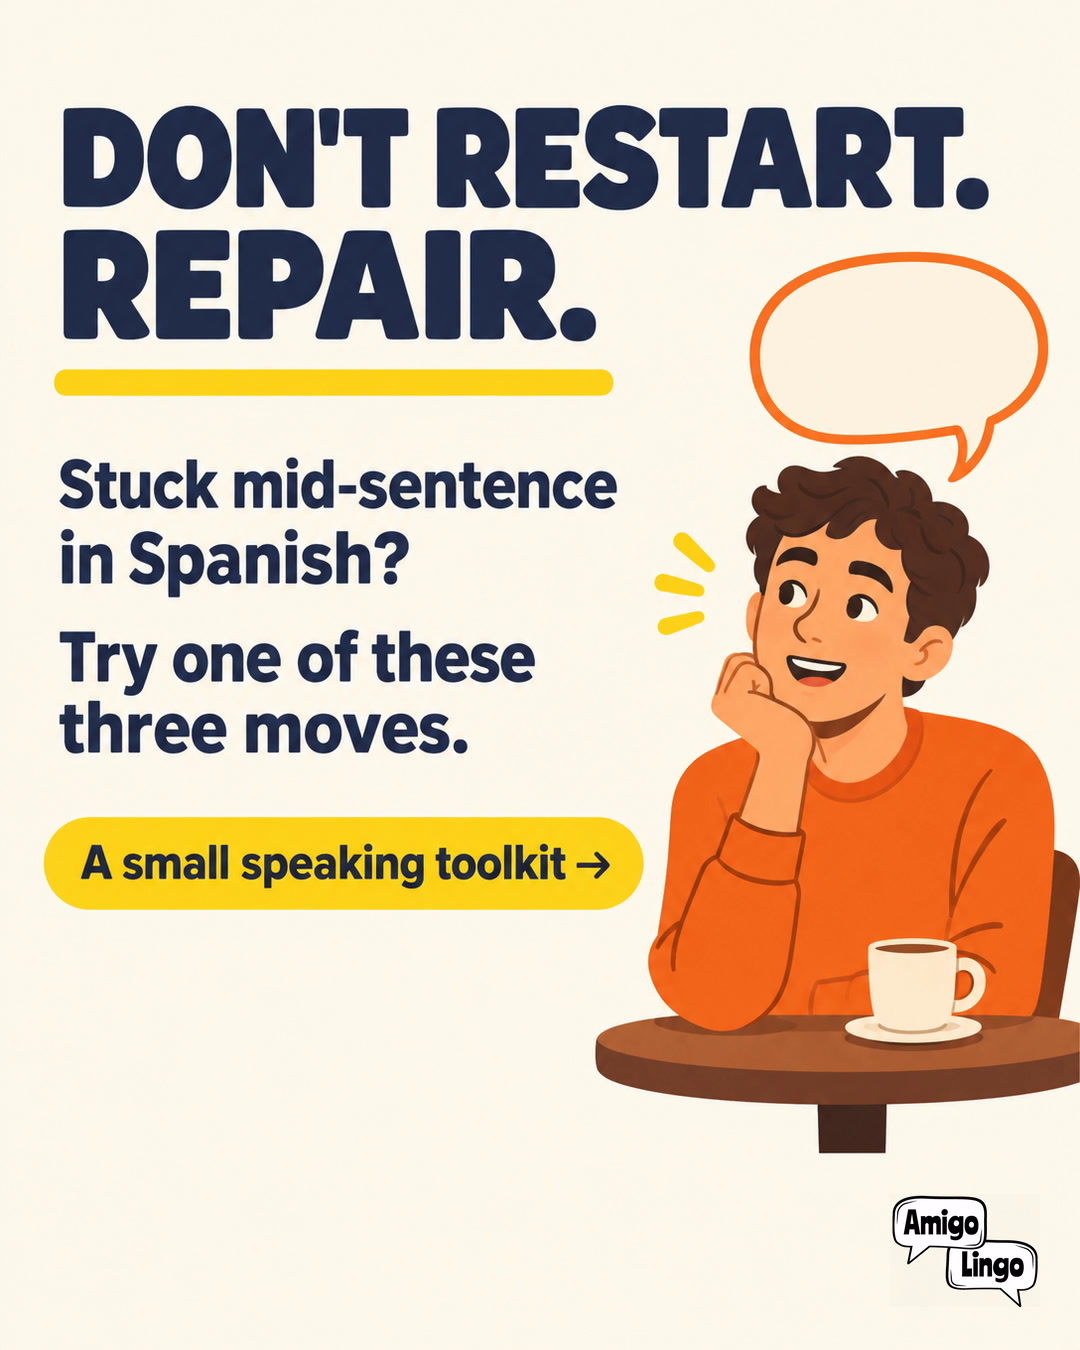 DON'T RESTART.
REPAIR.
Stuck mid-sentence
in Spanish?
Try one of these
three moves.
A small speaking toolkit →
Amigo
Lingo